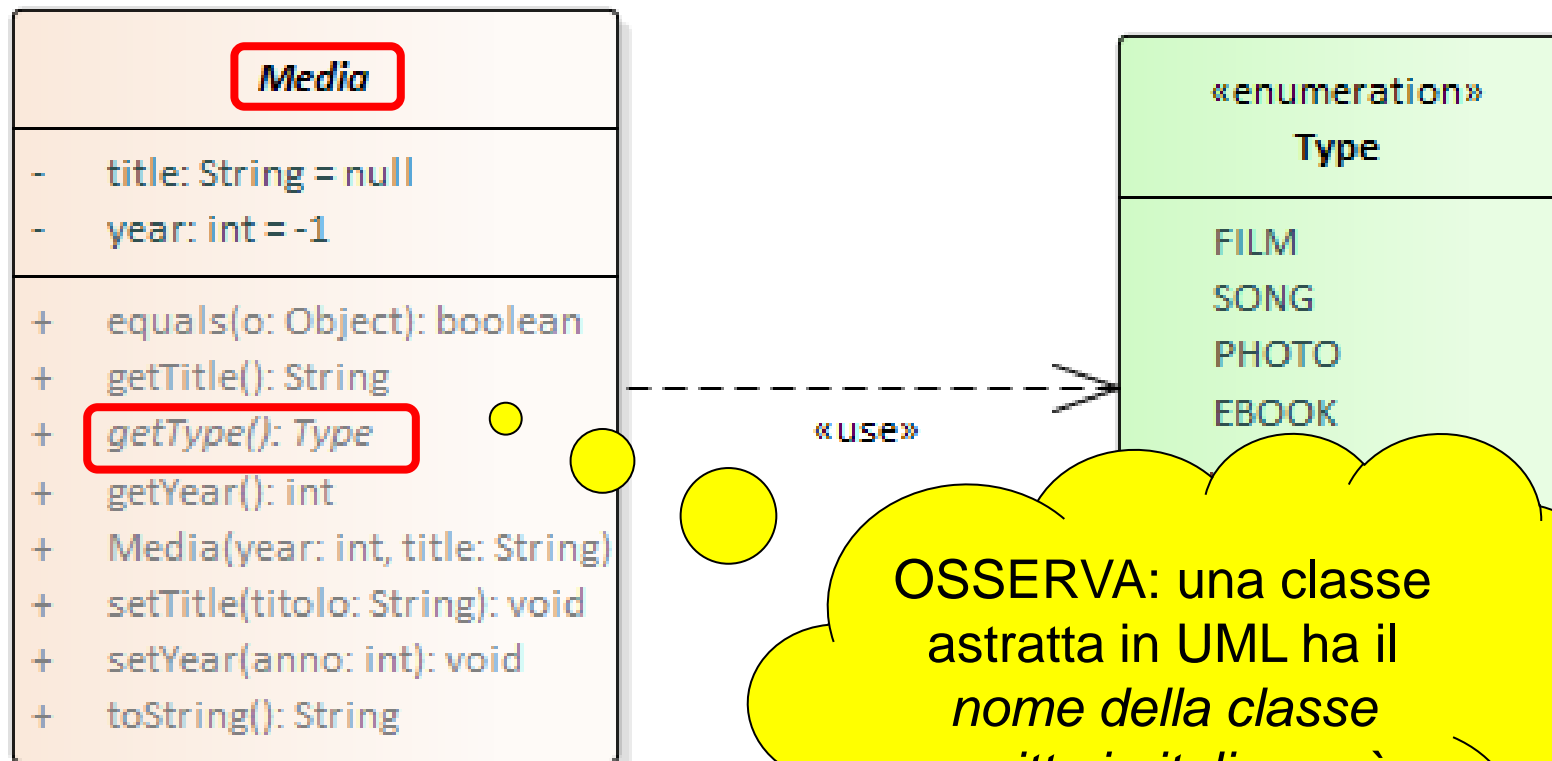 Media
- title: String = null
- year: int = -1
+ equals(o: Object): boolean
+ getTitle(): String
+ getType(): Type
+ getYear(): int
+ Media(year: int, title: String)
+ setTitle(titolo: String): void
+ setYear(anno: int): void
+ toString(): String
«use»
«enumeration»
Type
FILM
SONG
PHOTO
EBOOK
OSSERVA: una classe
astratta in UML ha il
nome della classe